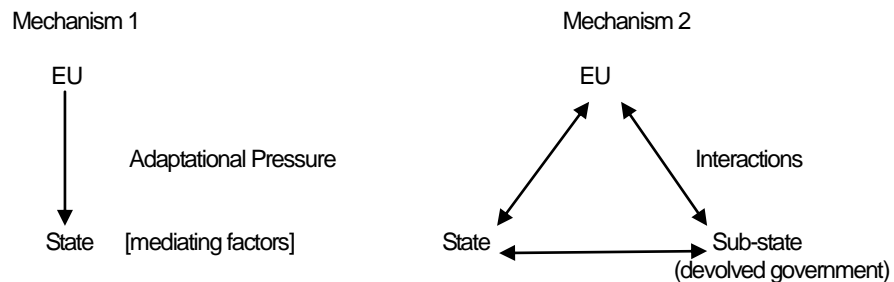 Mechanism 1
Mechanism 2
EU
EU
Adaptational Pressure
Interactions
State [mediating factors]
State
Sub-state
(devolved government)